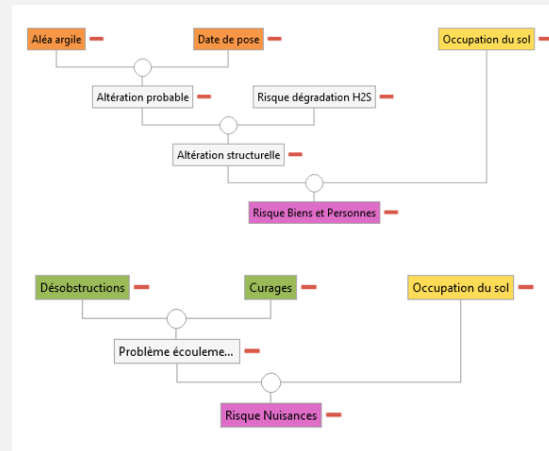 Aléa argile
Date de pose
Occupation du sol
Altération probable
Risque dégradation H2S
Altération structurelle
Risque Biens et Personnes
Désobstructions
Curages
Occupation du sol
Problème écouleme...
Risque Nuisances